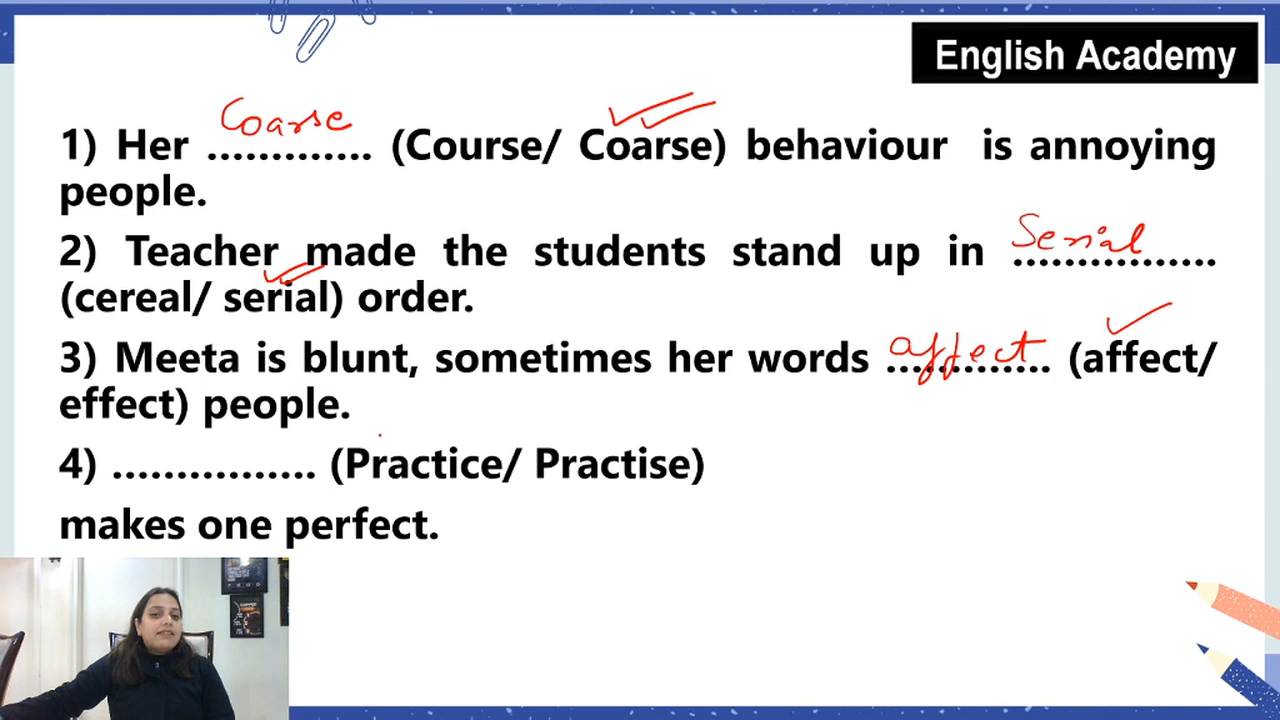 English Academy
Coarse
1) Her ............. (Course/ Coarse) behaviour is annoying
people.
Serial
2) Teacher made the students stand up in ................
(cereal/ serial) order.
3) Meeta is blunt, sometimes her words affect ............. (affect/
effect) people.
4) ................ (Practice/ Practise)
makes one perfect.